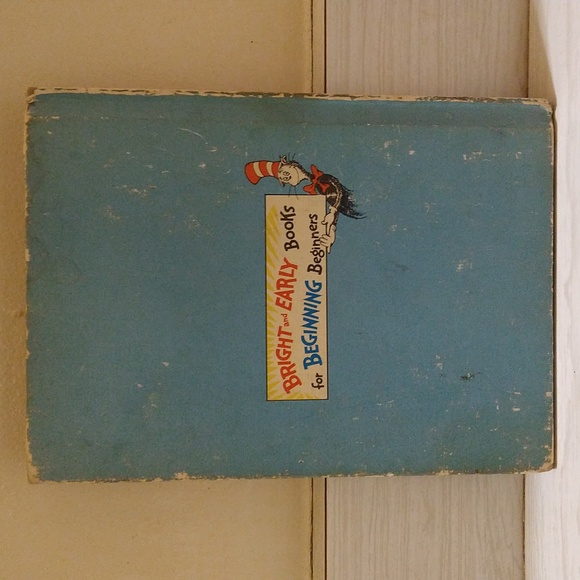 BRIGHT and EARLY BOOKS
for BEGINNING Beginners